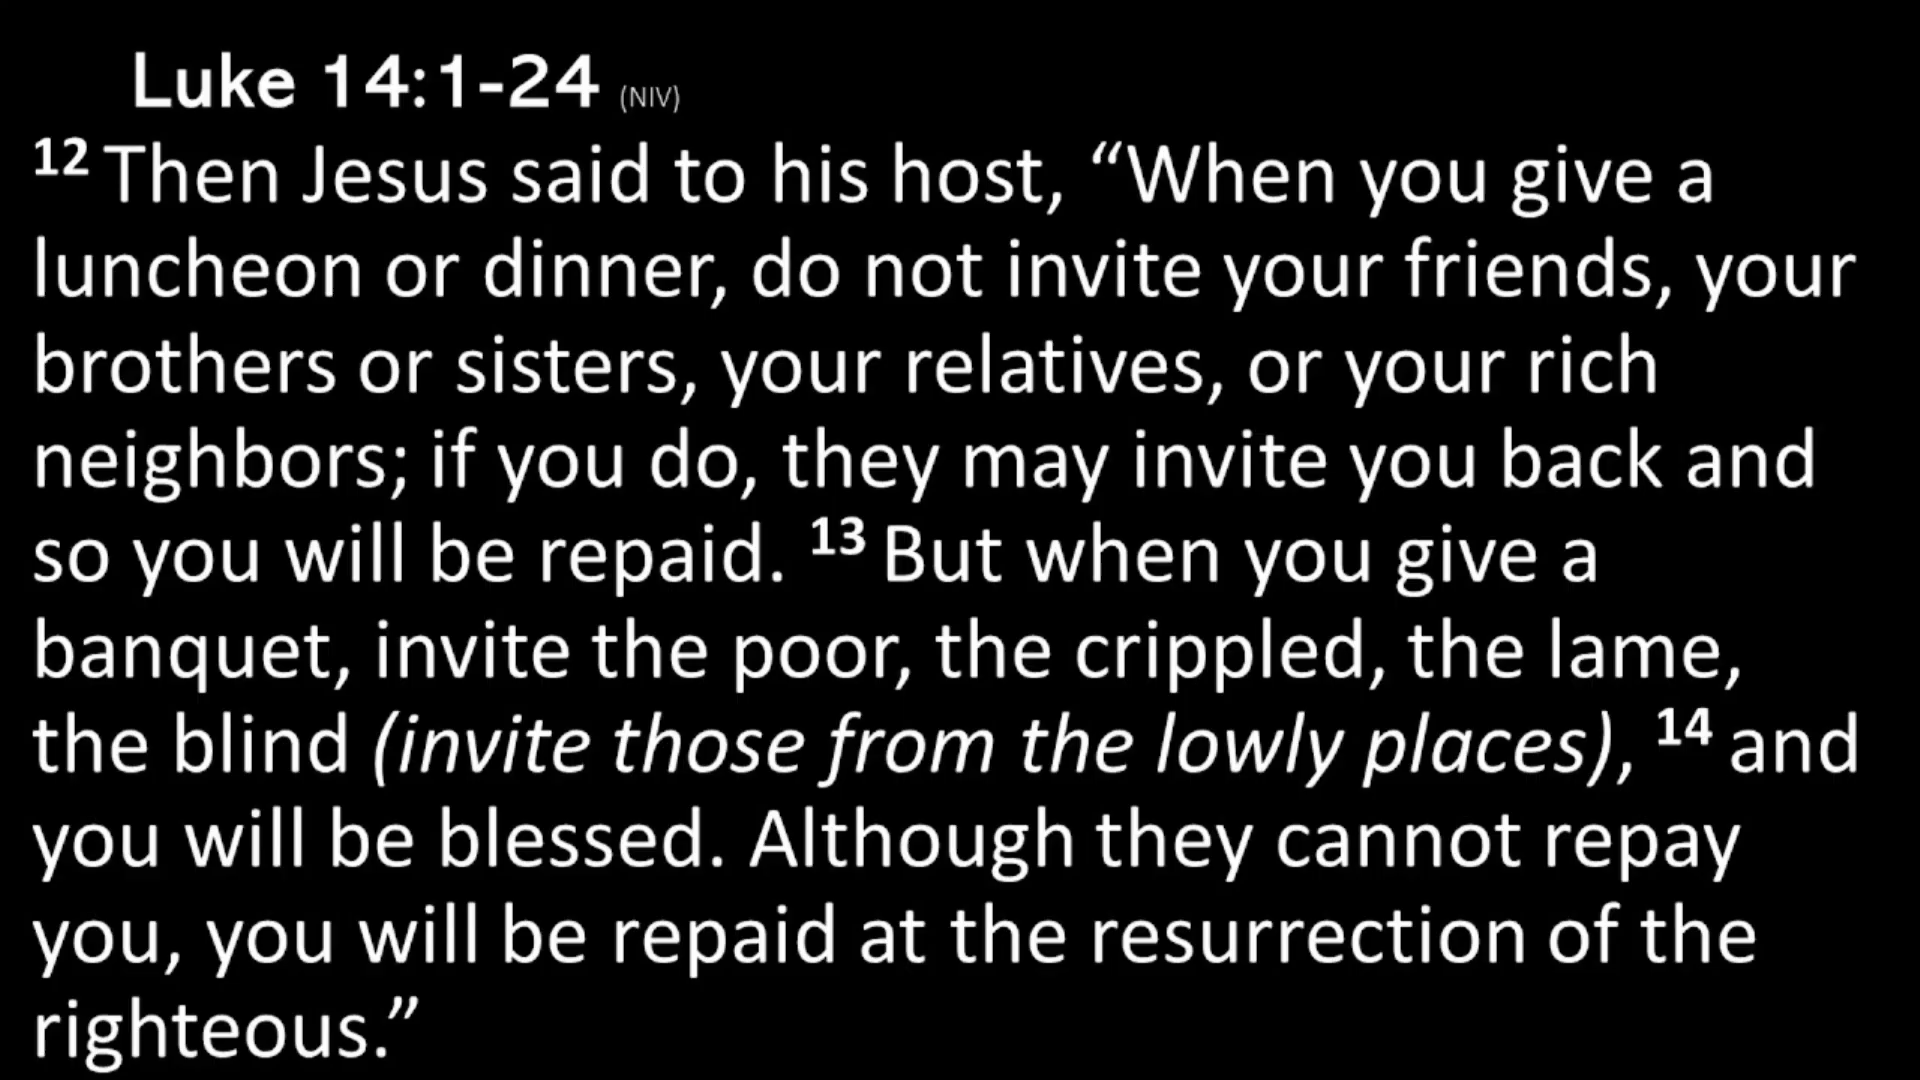 Luke 14:1-24 (NIV)
12 Then Jesus said to his host, “When you give a
luncheon or dinner, do not invite your friends, your
brothers or sisters, your relatives, or your rich
neighbors; if you do, they may invite you back and
so you will be repaid. 13 But when you give a
banquet, invite the poor, the crippled, the lame,
the blind (invite those from the lowly places), 14 and
you will be blessed. Although they cannot repay
you, you will be repaid at the resurrection of the
righteous.”